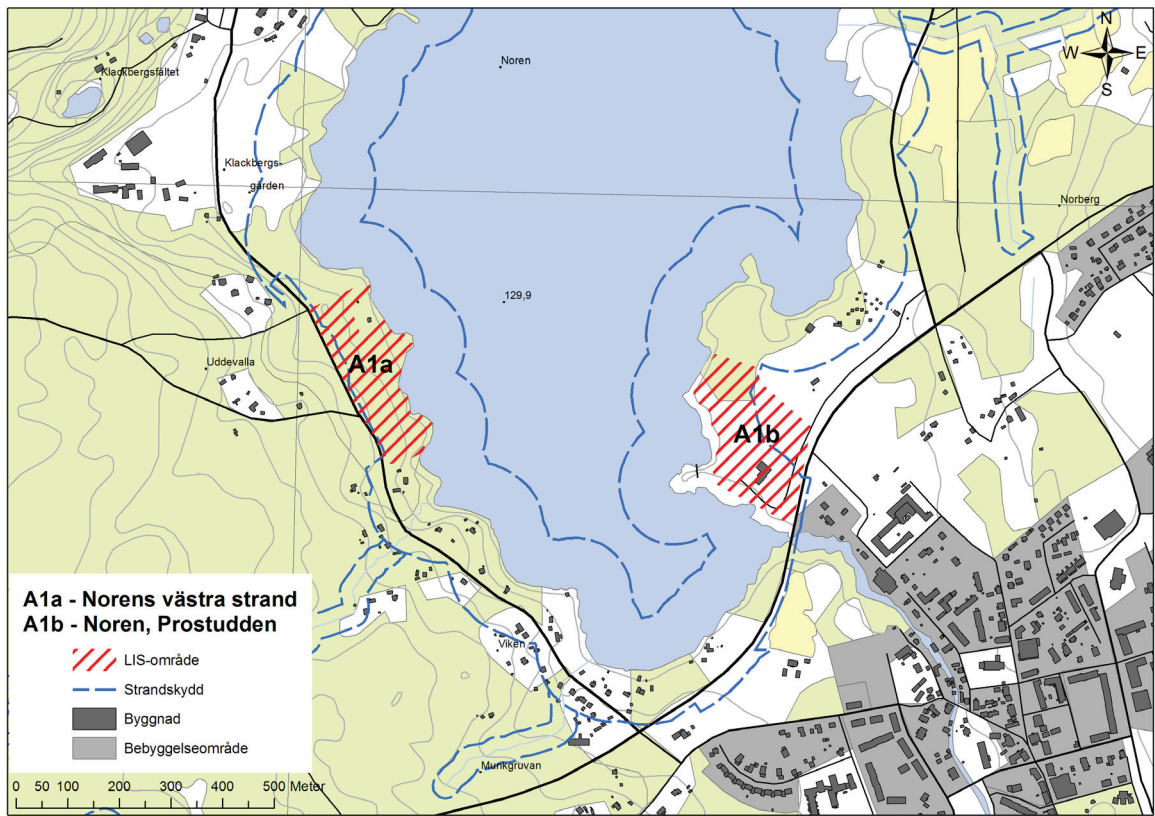 Noren
N
W E
S
Klackbergsfältet
Klackbergs-
gården
Norberg
129,9
Uddevalla
A1a
A1b
A1a - Norens västra strand
A1b - Noren, Prostudden
LIS-område
Strandskydd
Byggnad
Bebyggelseområde
Viken
Munkgruvan
0 50 100 200 300 400 500 Meter